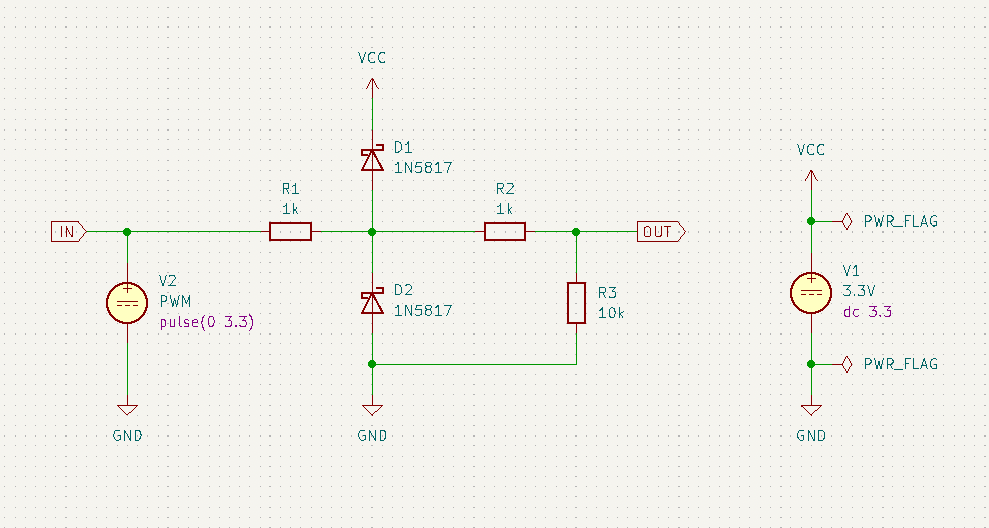 VCC
D1
1N5817
VCC
R1
1k
R2
1k
IN
OUT
PWR_FLAG
V2
PWM
pulse(0 3.3)
D2
1N5817
R3
10k
V1
3.3V
dc 3.3
PWR_FLAG
GND
GND
GND